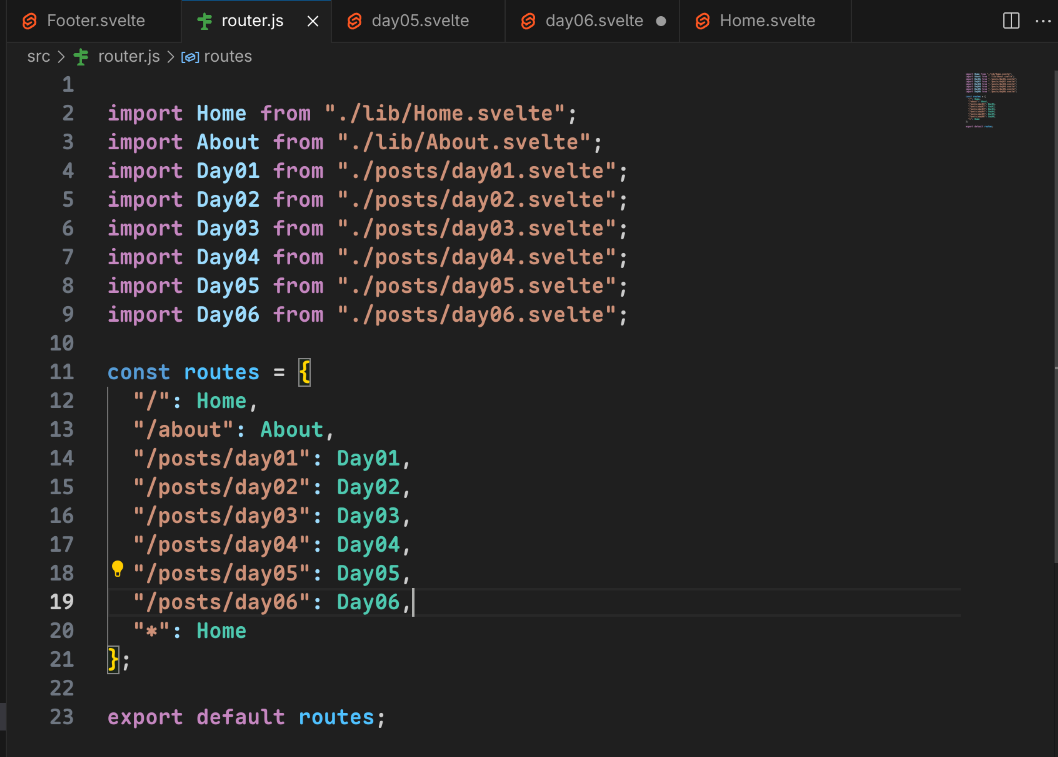 Footer.svelte router.js day05.svelte day06.svelte Home.svelte
src > router.js > routes
1
2 import Home from "./lib/Home.svelte";
3 import About from "./lib/About.svelte";
4 import Day01 from "./posts/day01.svelte";
5 import Day02 from "./posts/day02.svelte";
6 import Day03 from "./posts/day03.svelte";
7 import Day04 from "./posts/day04.svelte";
8 import Day05 from "./posts/day05.svelte";
9 import Day06 from "./posts/day06.svelte";
10
11 const routes = {
12 "/": Home,
13 "/about": About,
14 "/posts/day01": Day01,
15 "/posts/day02": Day02,
16 "/posts/day03": Day03,
17 "/posts/day04": Day04,
18 "/posts/day05": Day05,
19 "/posts/day06": Day06,
20 "*": Home
21 };
22
23 export default routes;